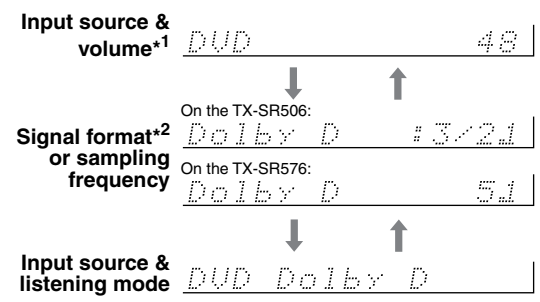 Input source &
volume*1
DVD 48
On the TX-SR506:
Dolby D :3/2.1
Signal format*2
or sampling
frequency
On the TX-SR576:
Dolby D 5.1
Input source &
listening mode
DVD Dolby D